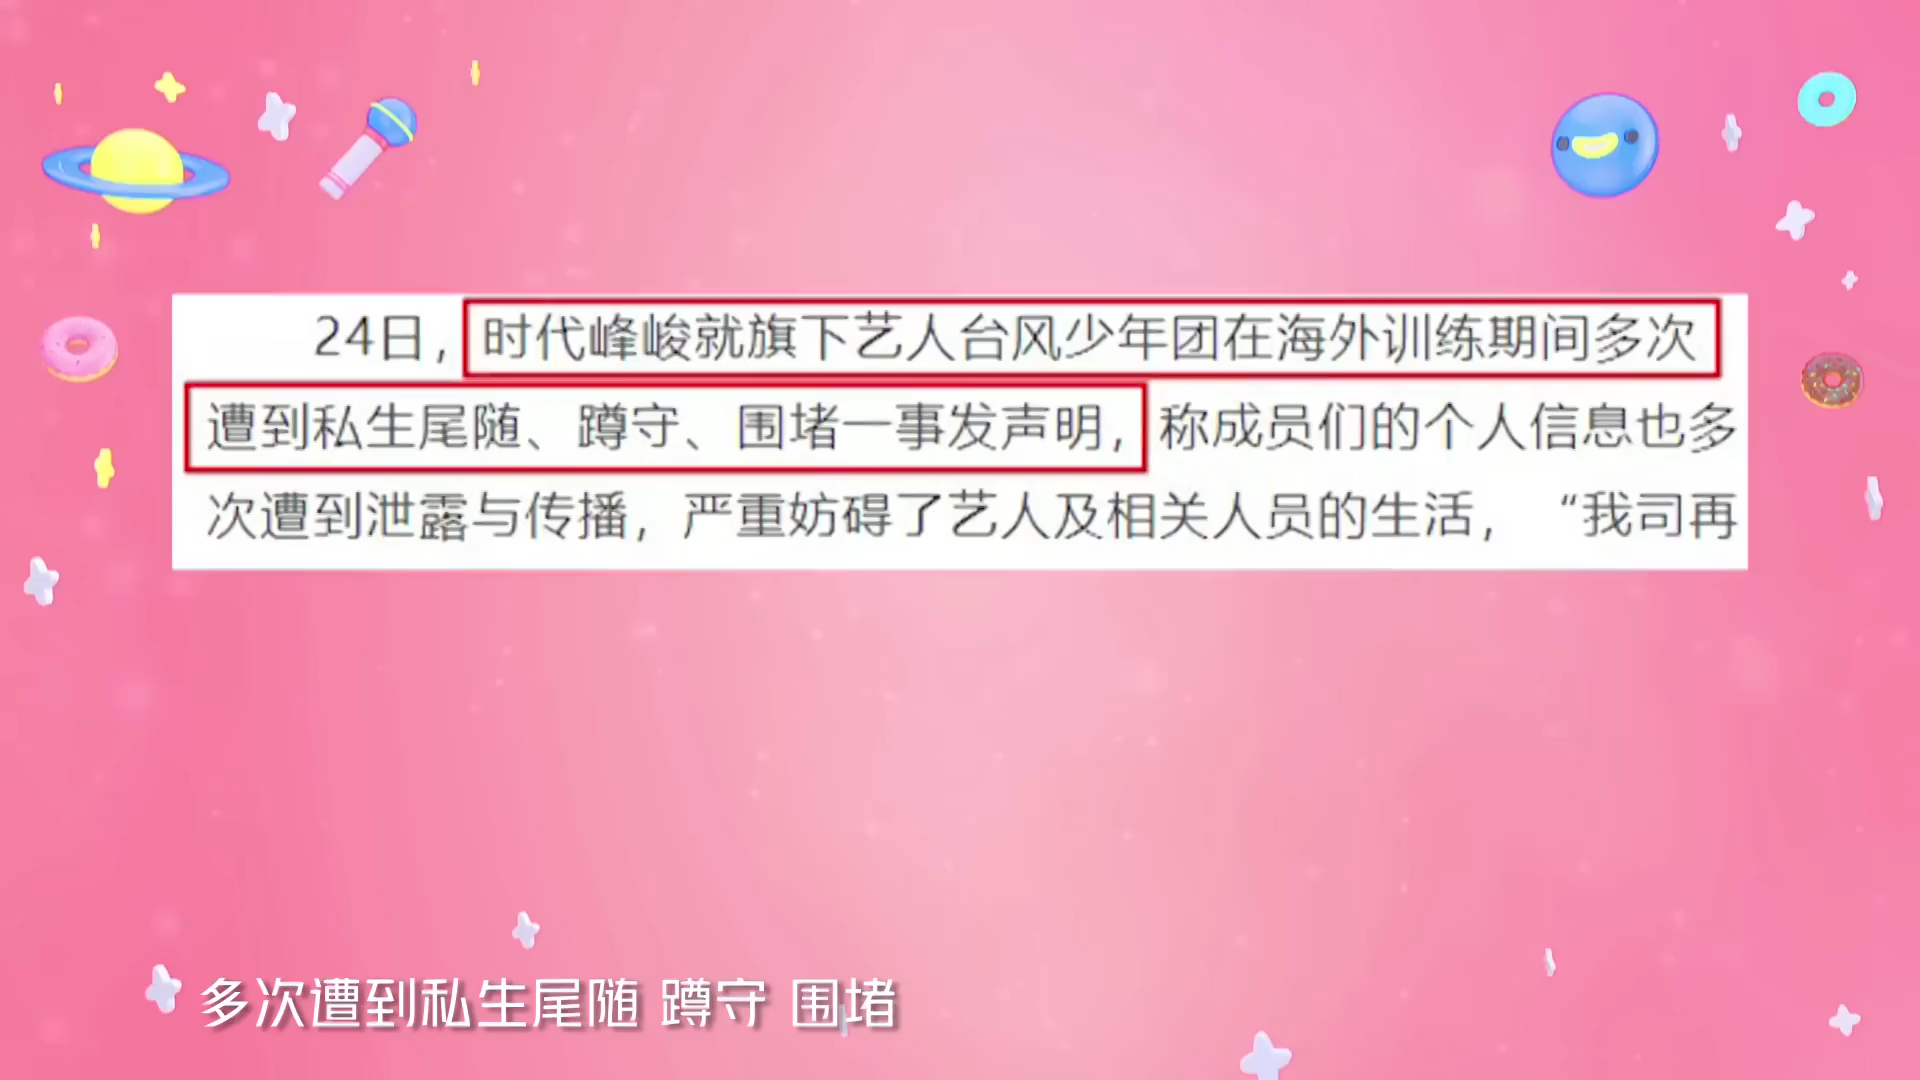 24日，时代峰峻就旗下艺人台风少年团在海外训练期间多次
遭到私生尾随、蹲守、围堵一事发声明，称成员们的个人信息也多
次遭到泄露与传播，严重妨碍了艺人及相关人员的生活，“我司再
多次遭到私生尾随 蹲守 围堵